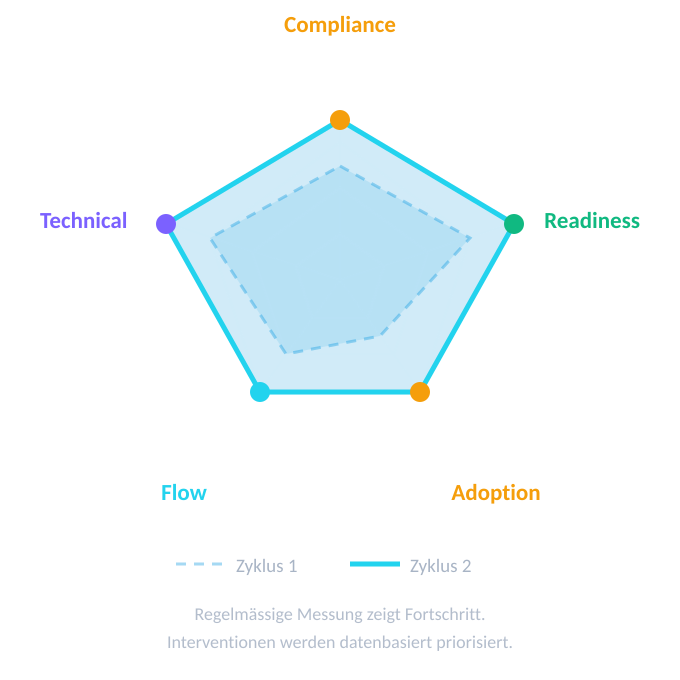 Compliance
Technical
Readiness
Flow
Adoption
Zyklus 1
Zyklus 2
Regelmässige Messung zeigt Fortschritt.
Interventionen werden datenbasiert priorisiert.